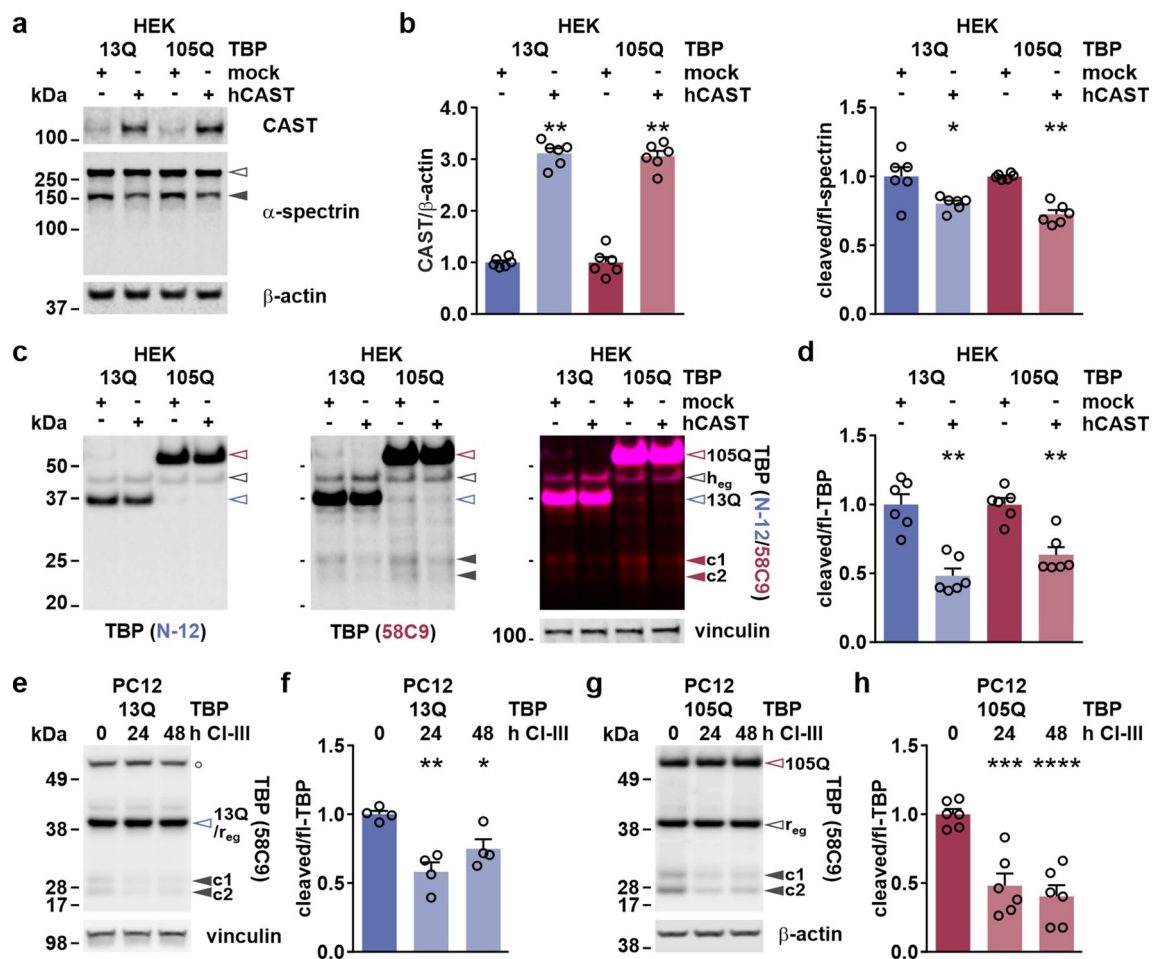 a
HEK
13Q 105Q TBP
+ - + - mock
kDa - + - + hCAST
100 CAST
250
150
100
α-spectrin
37 β-actin
b
HEK
13Q 105Q TBP
+ - + - mock
- + - + hCAST
CAST/β-actin
4.0
3.0
2.0
1.0
0.0
** **
HEK
13Q 105Q TBP
+ - + - mock
- + - + hCAST
cleaved/fl-spectrin
1.5
1.0
0.5
0.0
* **
c
HEK
13Q 105Q
+ - + -
kDa - + - +
50
37
25
20
TBP (N-12)
HEK
13Q 105Q
+ - + -
- + - +
TBP (58C9)
HEK
13Q 105Q TBP
+ - + - mock
- + - + hCAST
105Q
heg
13Q
c1
c2
TBP (N-12/58C9)
100 vinculin
d
HEK
13Q 105Q TBP
+ - + - mock
- + - + hCAST
cleaved/fl-TBP
1.5
1.0
0.5
0.0
** **
e
PC12
13Q TBP
kDa 0 24 48 h CI-III
49
38
28
17
13Q
/reg
c1
c2
TBP (58C9)
98 vinculin
f
PC12
13Q TBP
0 24 48 h CI-III
cleaved/fl-TBP
1.5
1.0
0.5
0.0
** *
g
PC12
105Q TBP
kDa 0 24 48 h CI-III
49
38
28
17
105Q
reg
c1
c2
TBP (58C9)
38 β-actin
h
PC12
105Q TBP
0 24 48 h CI-III
cleaved/fl-TBP
1.5
1.0
0.5
0.0
*** ****